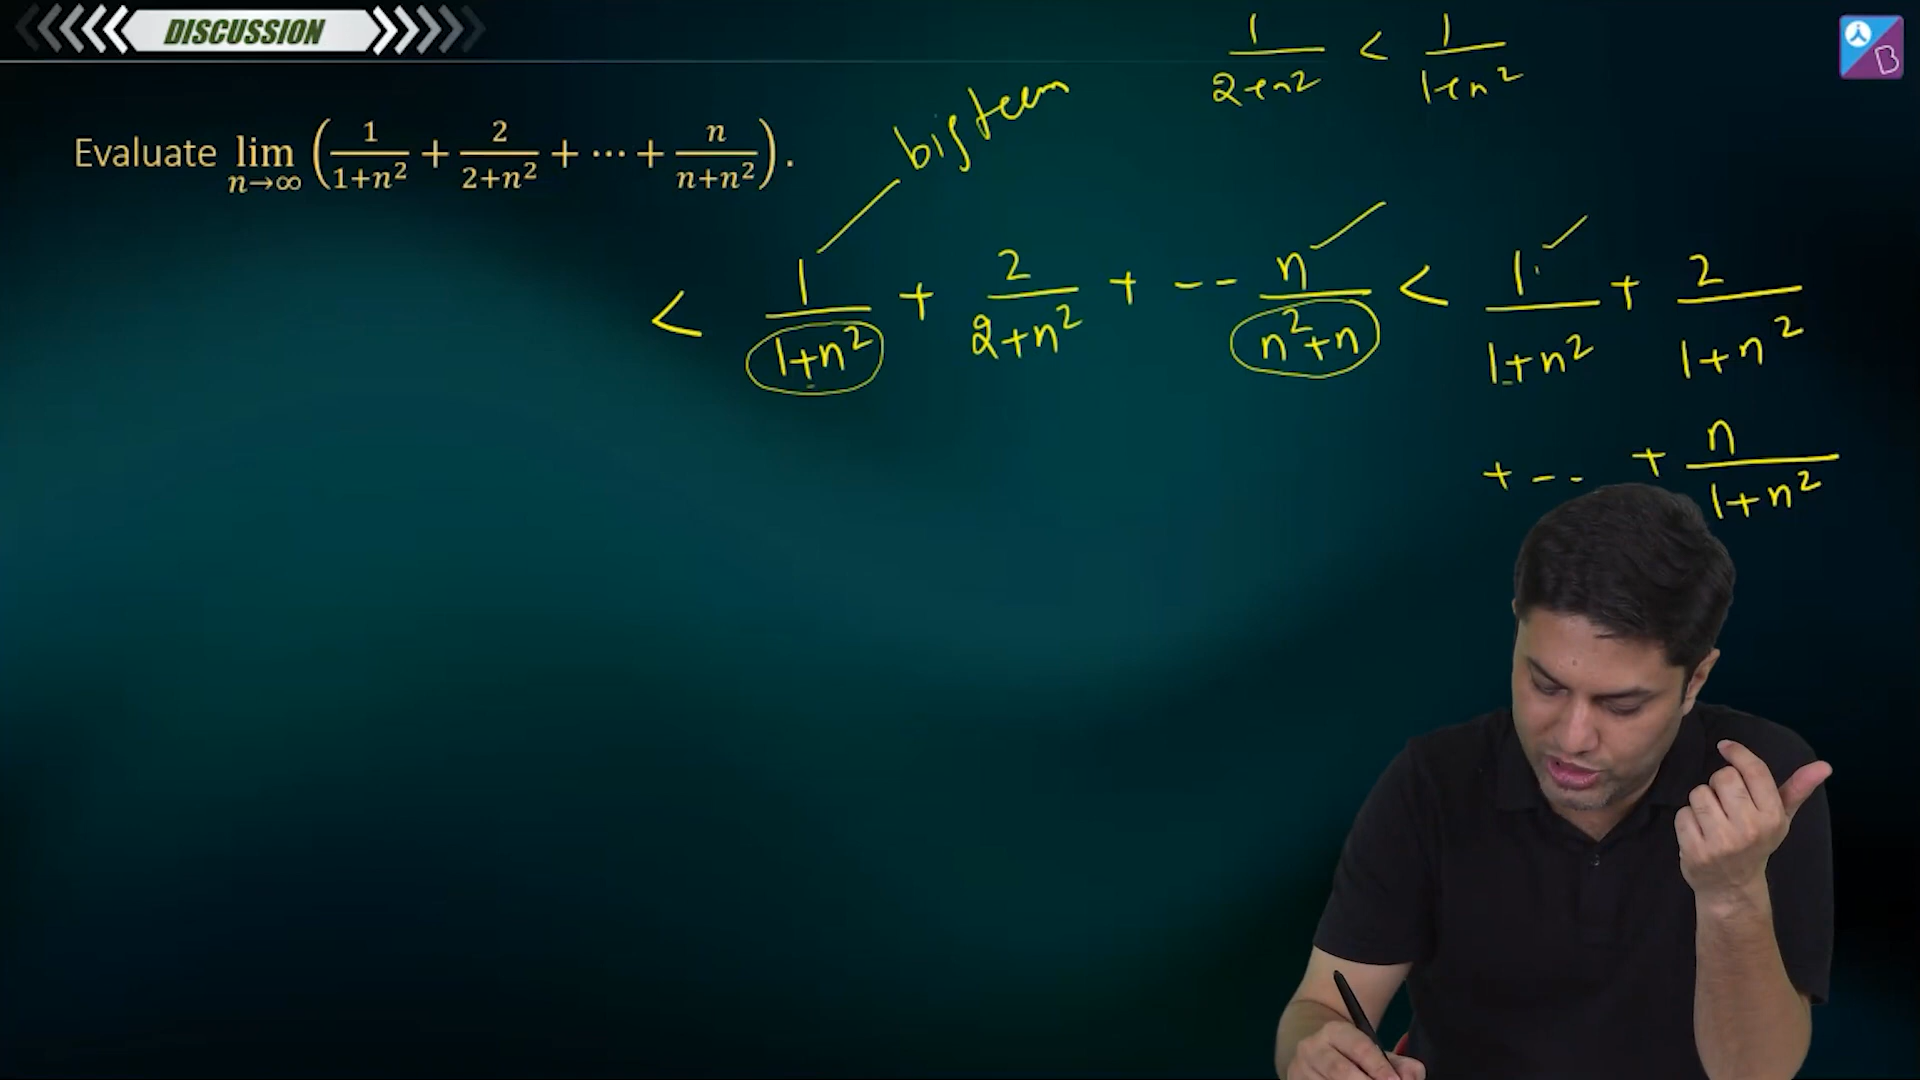 DISCUSSION
Evaluate lim n→∞ (1/(1+n²) + 2/(2+n²) + ⋯ + n/(n+n²)).
1/(2+n²) < 1/(1+n²)
big term
< 1/(1+n²) + 2/(2+n²) + -- n/(n²+n) < 1/(1+n²) + 2/(1+n²)
+ -- + n/(1+n²)
B